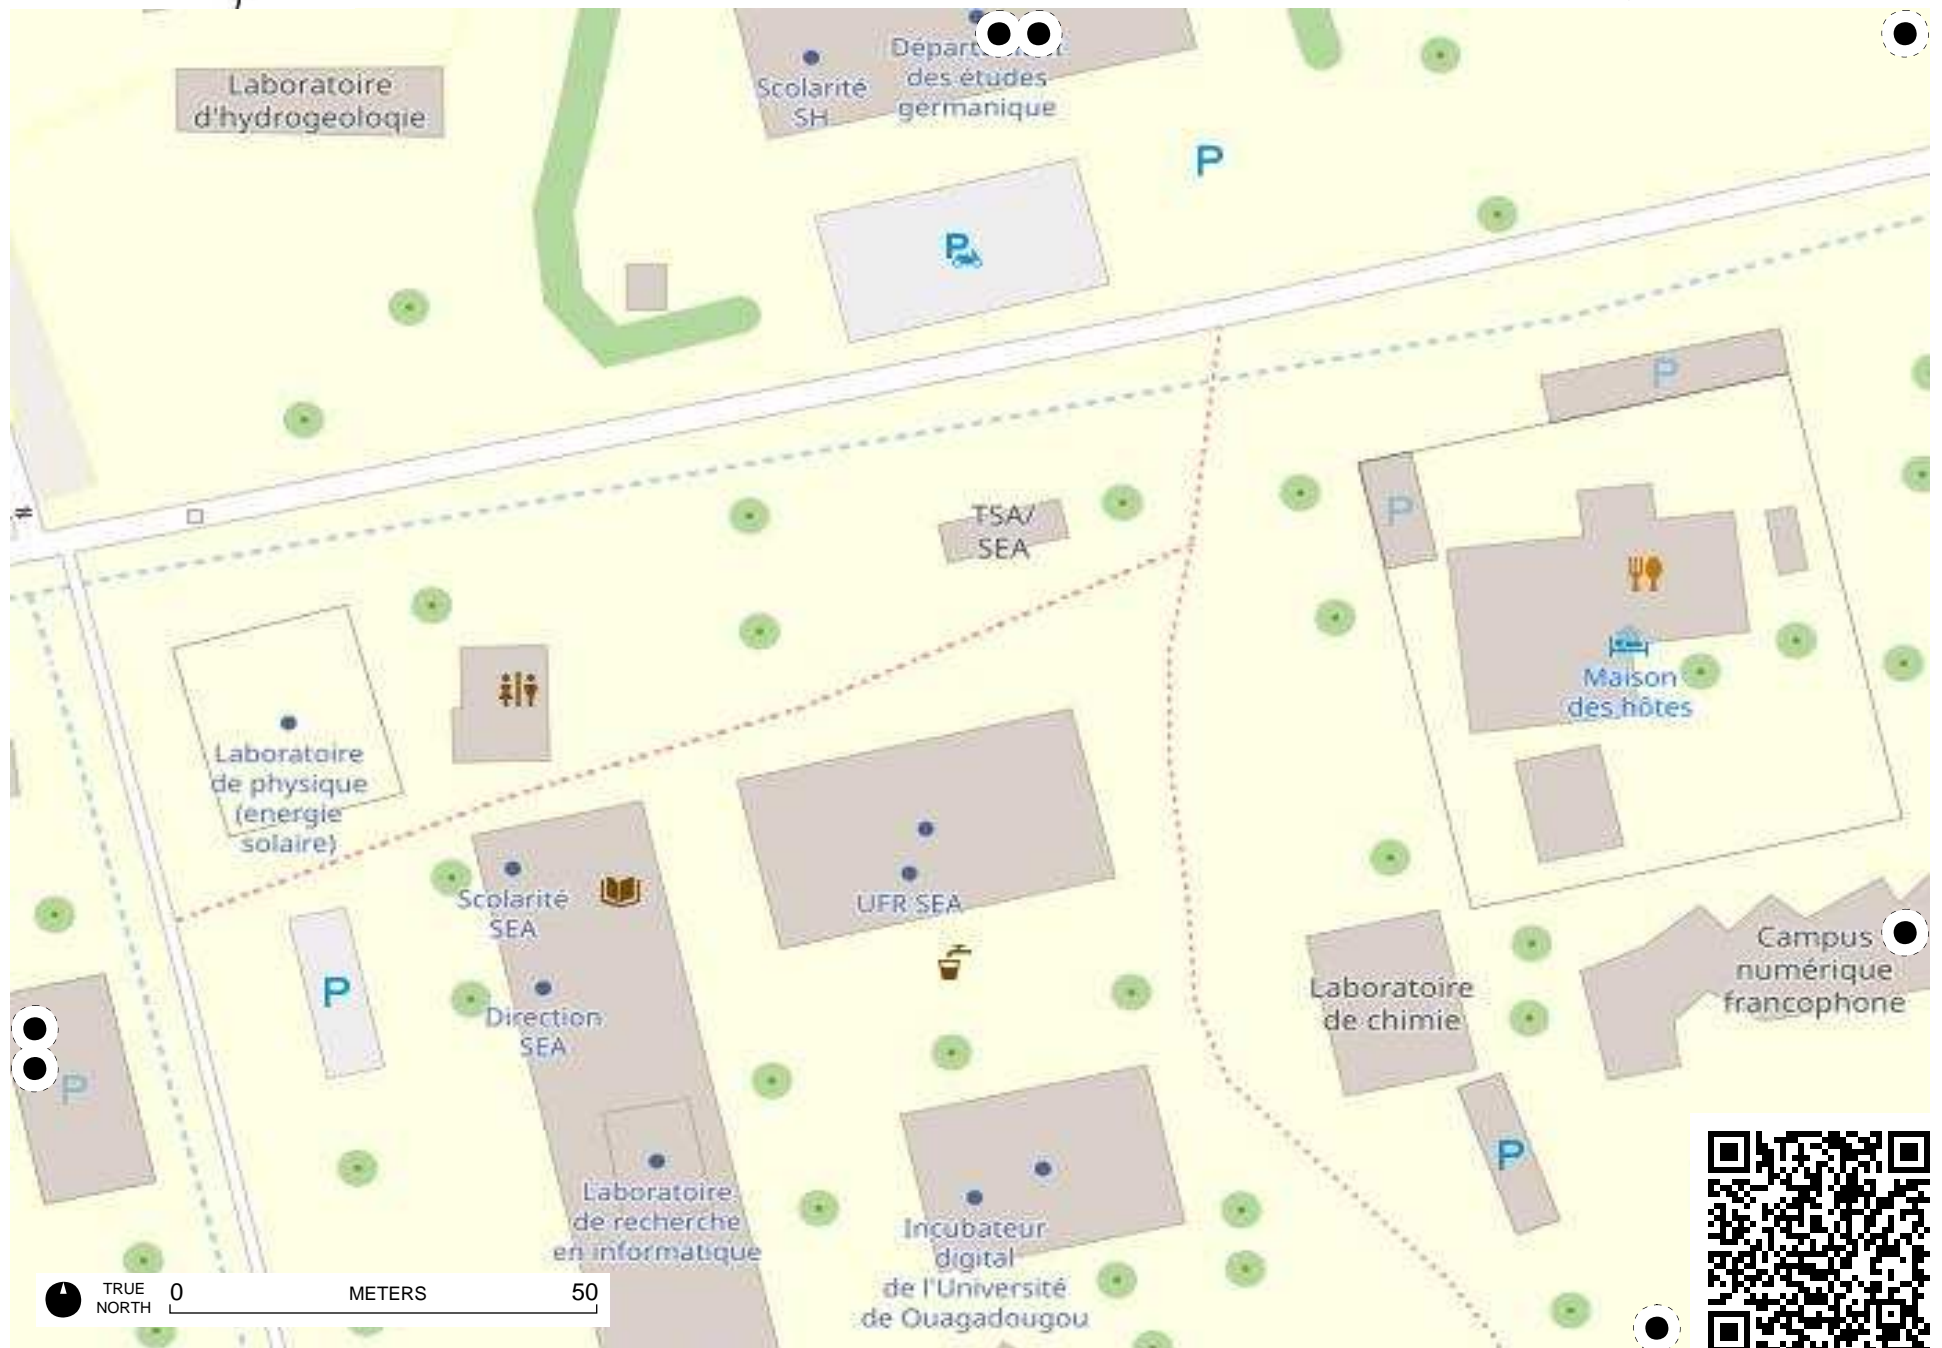 Laboratoire
d'hydrogeologie
Scolarité
SH
Département
des études
germanique
P
P
P
P
TSA/
SEA
Maison
des hôtes
Laboratoire
de physique
(energie
solaire)
Scolarité
SEA
UFR SEA
Direction
SEA
P
P
Laboratoire
de chimie
Campus
numérique
francophone
P
Laboratoire
de recherche
en informatique
Incubateur
digital
de l'Université
de Ouagadougou
TRUE
NORTH
0 METERS 50